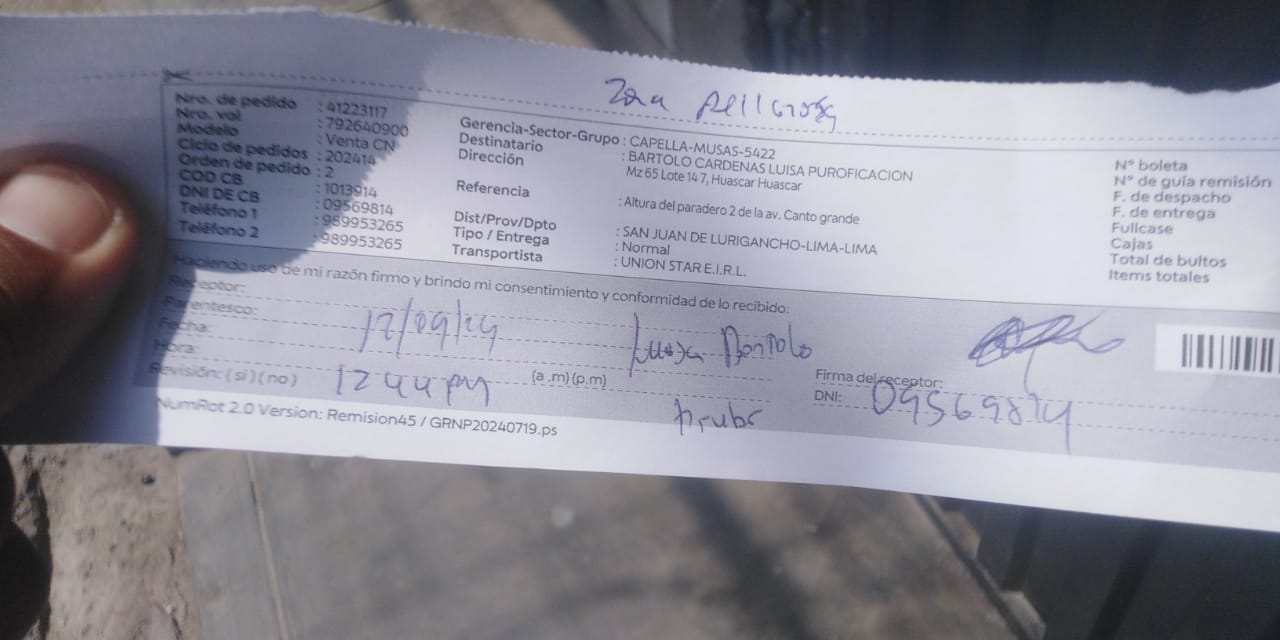 Zona Peligrosa
Nro. de pedido : 41223117
Nro. vol : 792640900
Modelo : Venta CN
Ciclo de pedidos : 202414
Orden de pedido : 2
COD CB : 1013914
DNI DE CB : 09569814
Teléfono 1 : 989953265
Teléfono 2 : 989953265
Gerencia-Sector-Grupo : CAPELLA-MUSAS-5422
Destinatario : BARTOLO CARDENAS LUISA PUROFICACION
Dirección Mz 65 Lote 14 7, Huascar Huascar
Referencia : Altura del paradero 2 de la av. Canto grande
Dist/Prov/Dpto : SAN JUAN DE LURIGANCHO-LIMA-LIMA
Tipo / Entrega : Normal
Transportista : UNION STAR E.I.R.L.
N° boleta
N° de guía remisión
F. de despacho
F. de entrega
Fullcase
Cajas
Total de bultos
Items totales
Haciendo uso de mi razón firmo y brindo mi consentimiento y conformidad de lo recibido:
Receptor:
Parentesco:
Fecha: 17/09/24
Hora: 1244 pm (a .m)(p.m)
Revisión: ( si ) ( no )
Bartolo
Firma del receptor:
DNI: 09569814
NumRot 2.0 Version: Remision45 / GRNP20240719.ps